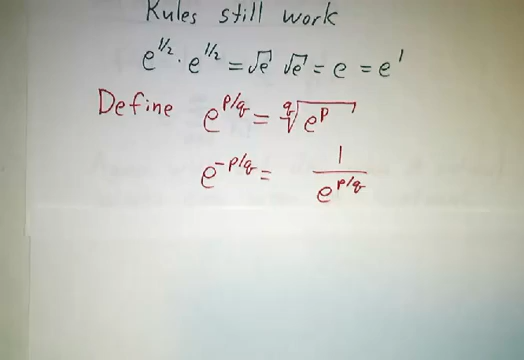 Rules still work
e^{1/2} · e^{1/2} = √e √e = e = e^1
Define e^{p/q} = ^q√e^p
e^{-p/q} = 1/e^{p/q}